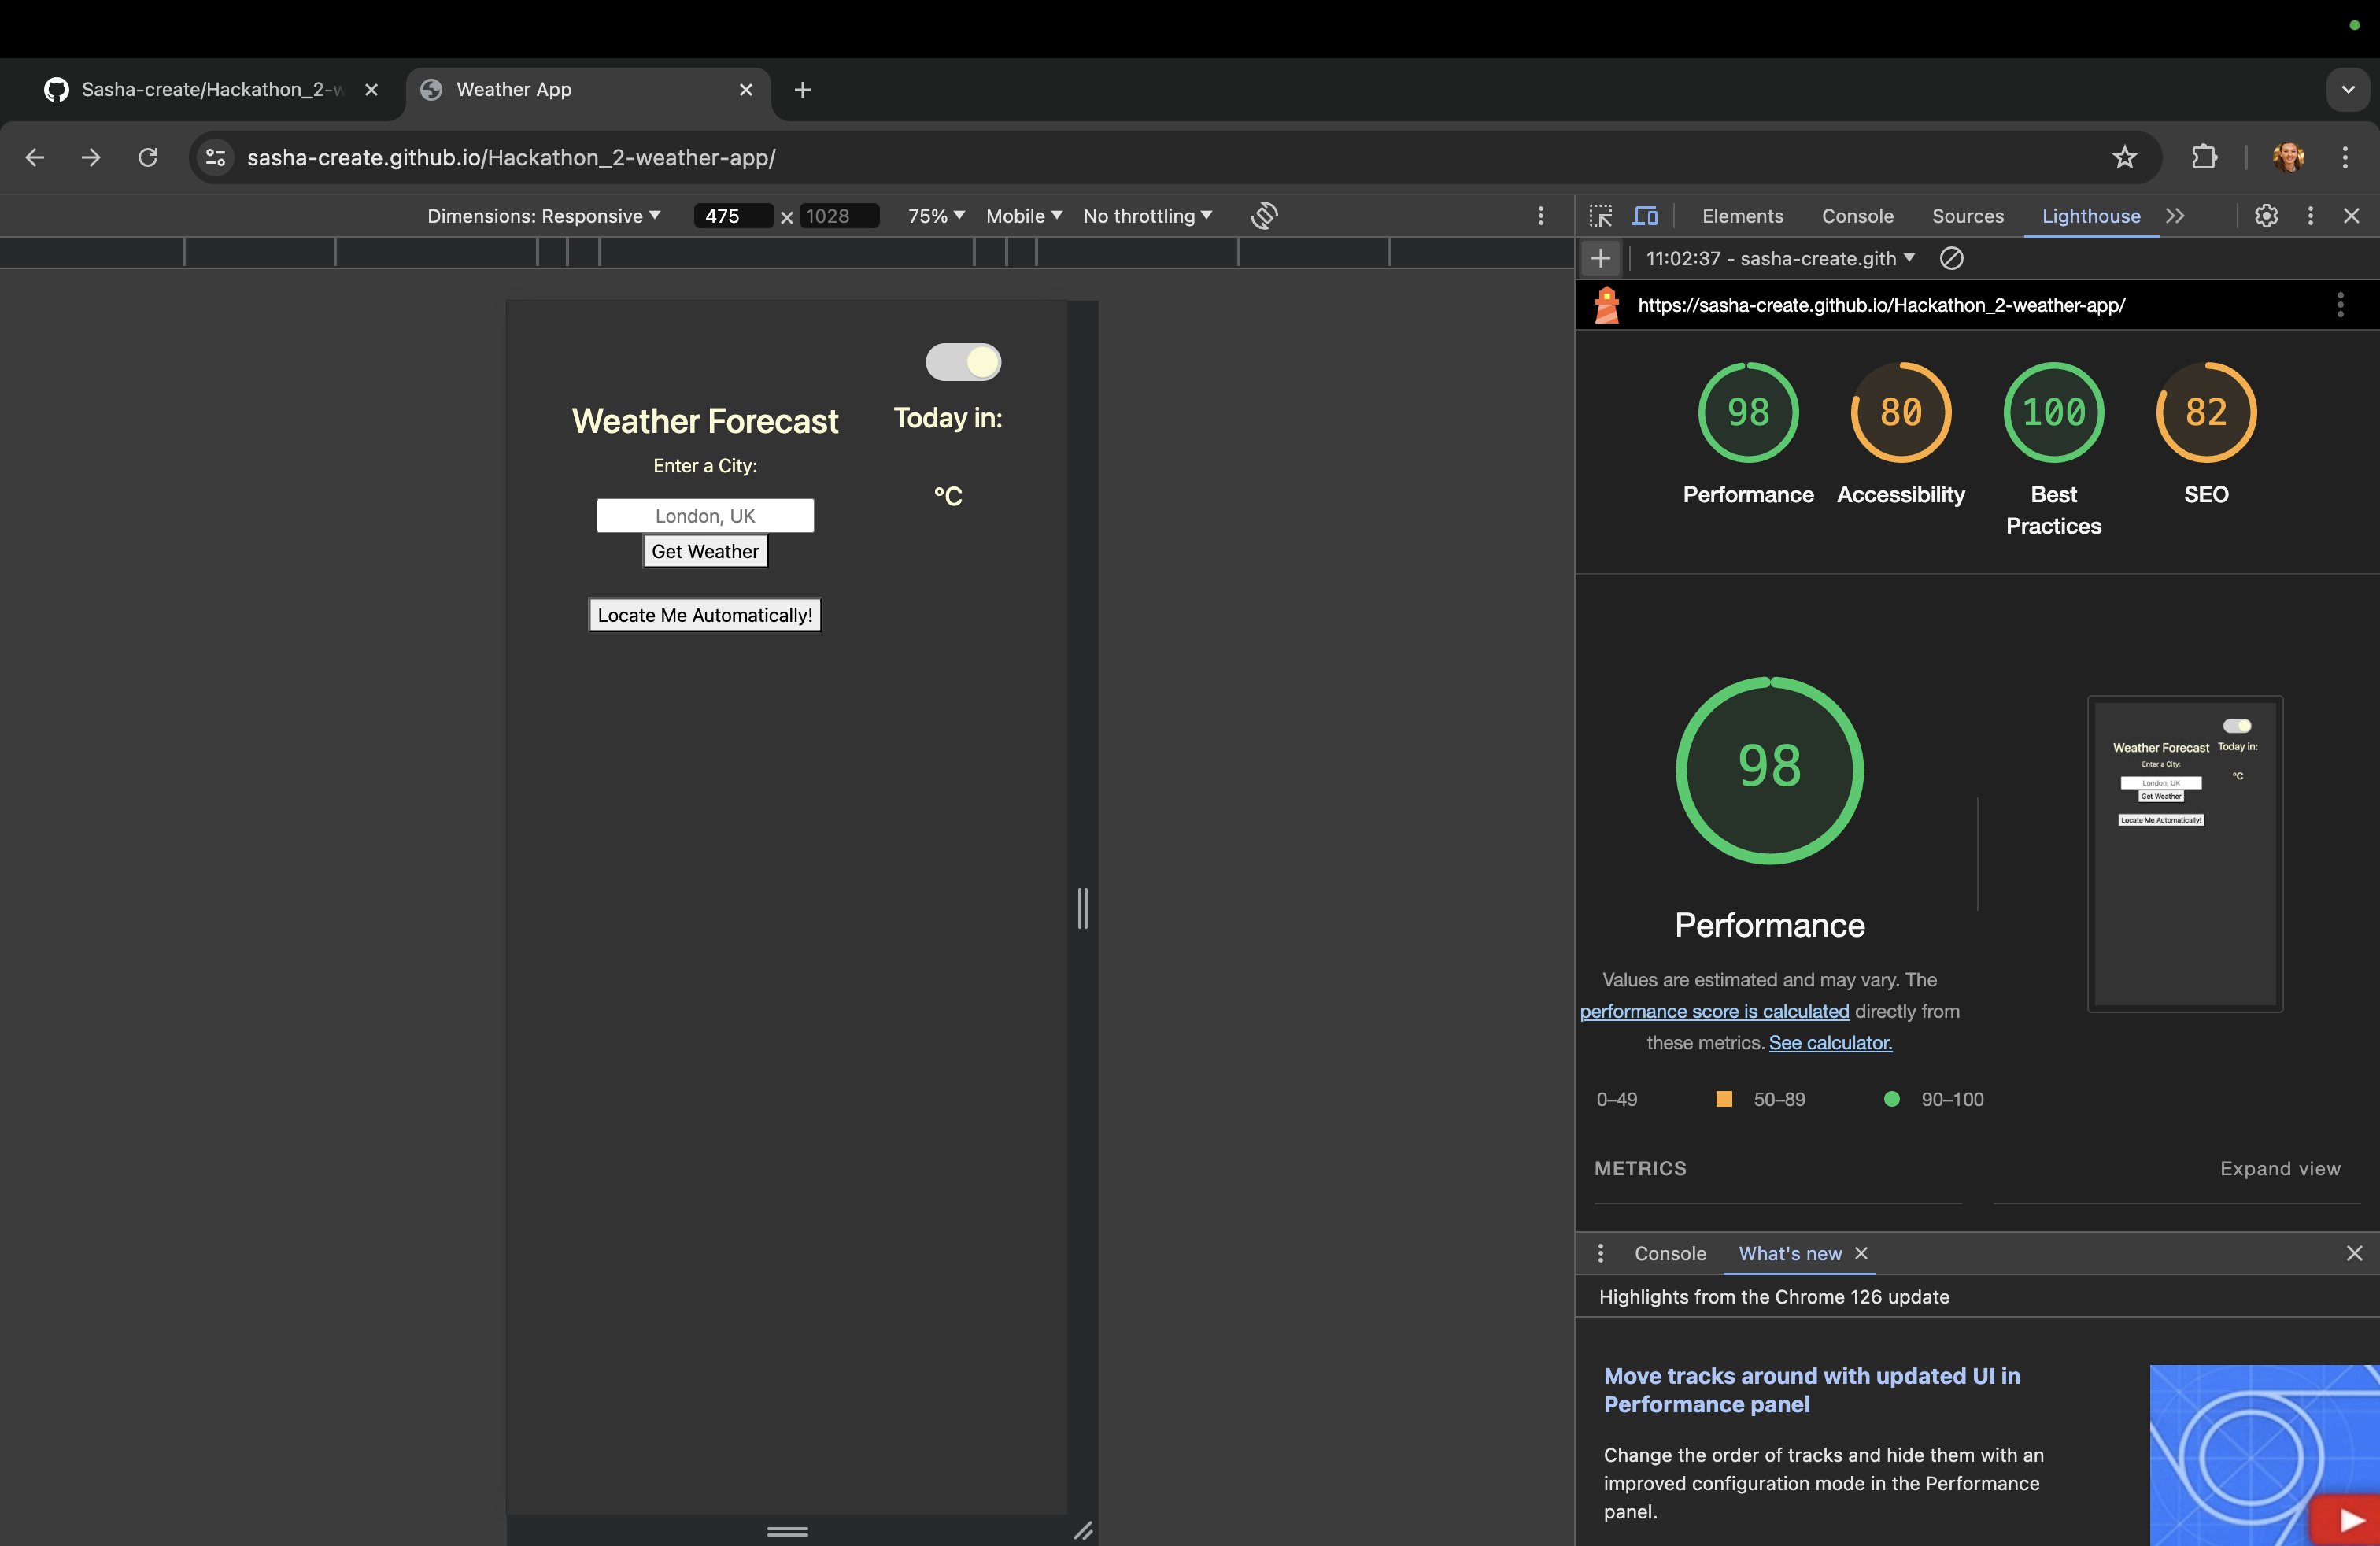 Sasha-create/Hackathon_2-w
Weather App
sasha-create.github.io/Hackathon_2-weather-app/
Dimensions: Responsive
475 × 1028
75%
Mobile
No throttling
Elements
Console
Sources
Lighthouse
11:02:37 - sasha-create.gith
https://sasha-create.github.io/Hackathon_2-weather-app/
Weather Forecast
Enter a City:
London, UK
Get Weather
Locate Me Automatically!
Today in:
°C
98
Performance
80
Accessibility
100
Best
Practices
82
SEO
98
Performance
Values are estimated and may vary. The
performance score is calculated directly from
these metrics. See calculator.
0–49
50–89
90–100
Weather Forecast
Today in:
Enter a City:
°C
London, UK
Get Weather
Locate Me Automatically!
METRICS
Expand view
Console
What's new
Highlights from the Chrome 126 update
Move tracks around with updated UI in
Performance panel
Change the order of tracks and hide them with an
improved configuration mode in the Performance
panel.